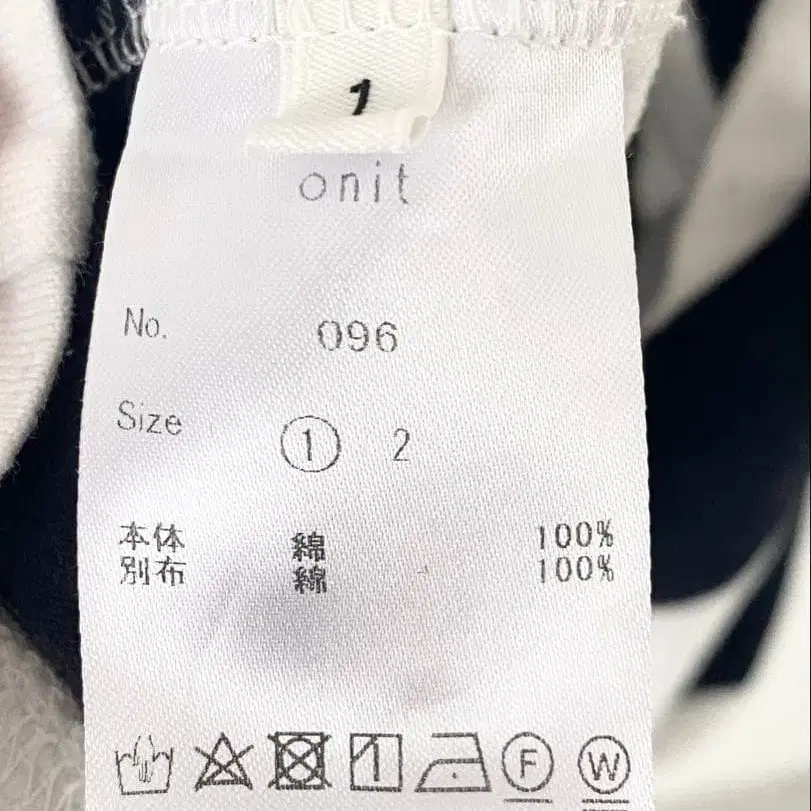 1
onit
No. 096
Size ① 2
本体 綿 100%
別布 綿 100%
F W